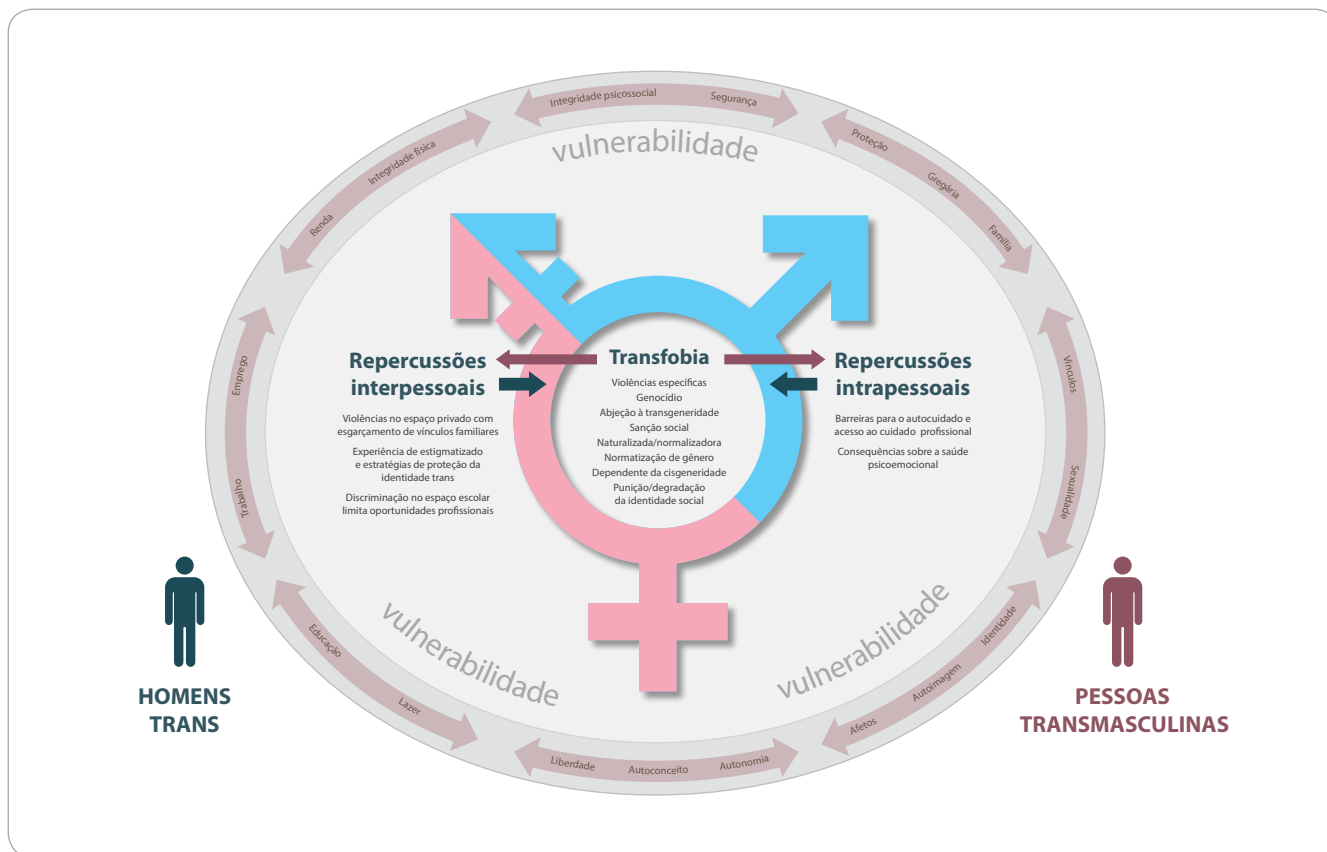 Integridade psicossocial
Segurança
Proteção
Gregária
Família
Vínculos
Sexualidade
Identidade
Autoimagem
Afetos
Autonomia
Autoconceito
Liberdade
Lazer
Educação
Trabalho
Emprego
Renda
Integridade física
vulnerabilidade
Repercussões
interpessoais
Violências no espaço privado com
esgarçamento de vínculos familiares
Experiência de estigmatizado
e estratégias de proteção da
identidade trans
Discriminação no espaço escolar
limita oportunidades profissionais
Transfobia
Violências específicas
Genocídio
Abjeção à transgeneridade
Sanção social
Naturalizada/normalizadora
Normatização de gênero
Dependente da cisgeneridade
Punição/degradação
da identidade social
Repercussões
intrapessoais
Barreiras para o autocuidado e
acesso ao cuidado profissional
Consequências sobre a saúde
psicoemocional
vulnerabilidade
vulnerabilidade
HOMENS
TRANS
PESSOAS
TRANSMASCULINAS